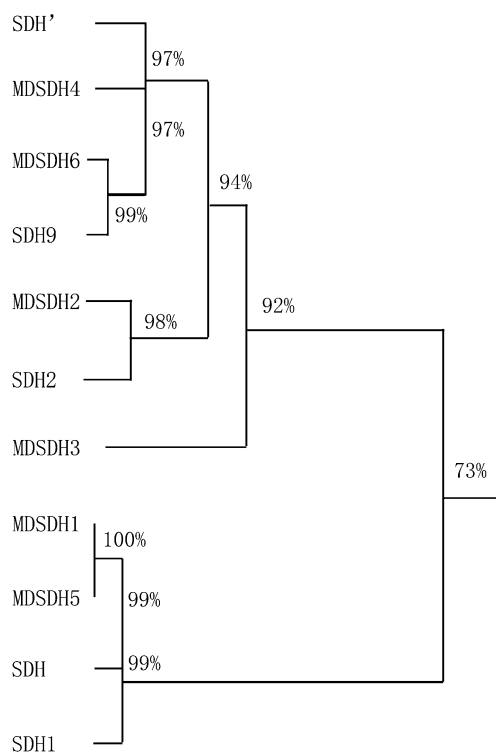 SDH’
97%
MDSDH4
97%
MDSDH6
94%
99%
SDH9
MDSDH2
92%
98%
SDH2
MDSDH3
73%
MDSDH1
100%
MDSDH5
99%
SDH
99%
SDH1